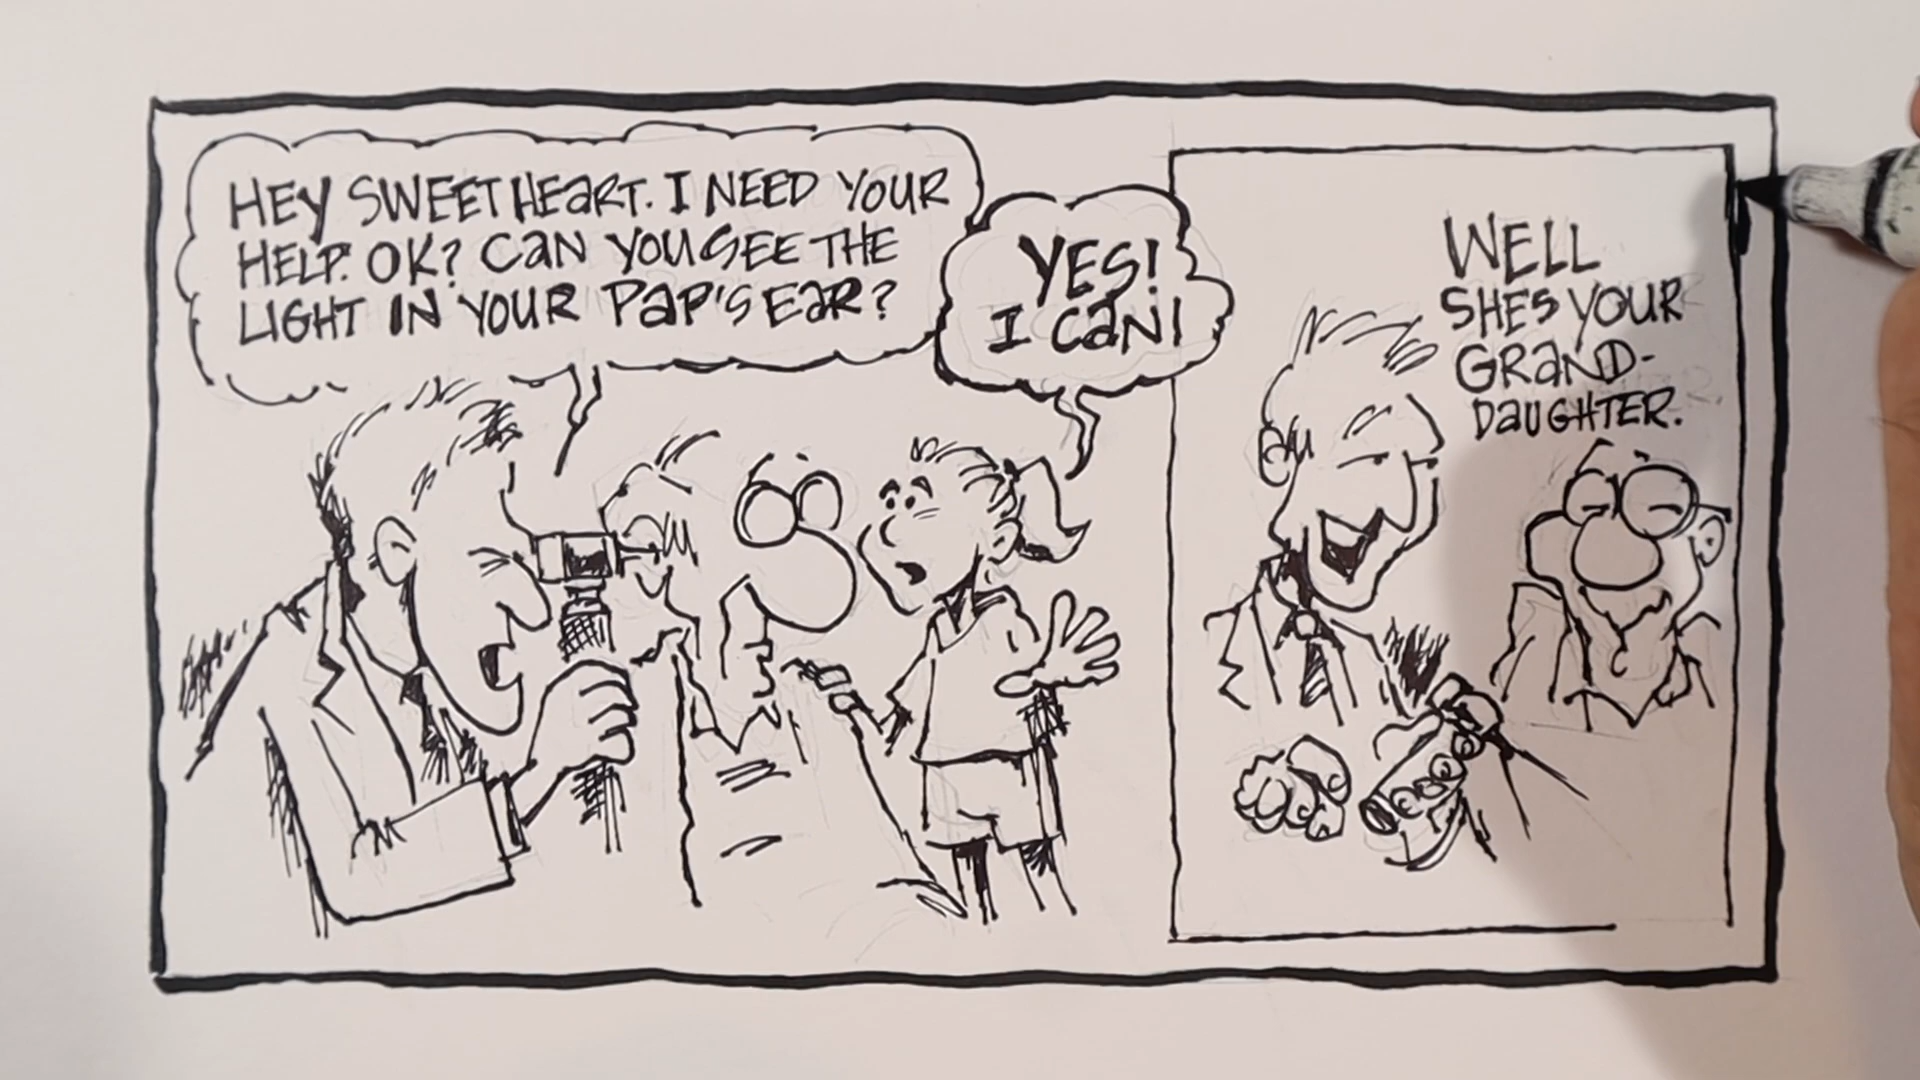 HEY SWEETHEART. I NEED YOUR
HELP. OK? CAN YOU SEE THE
LIGHT IN YOUR PAP'S EAR?
YES!
I CAN!
WELL
SHES YOUR
GRAND-
DAUGHTER.